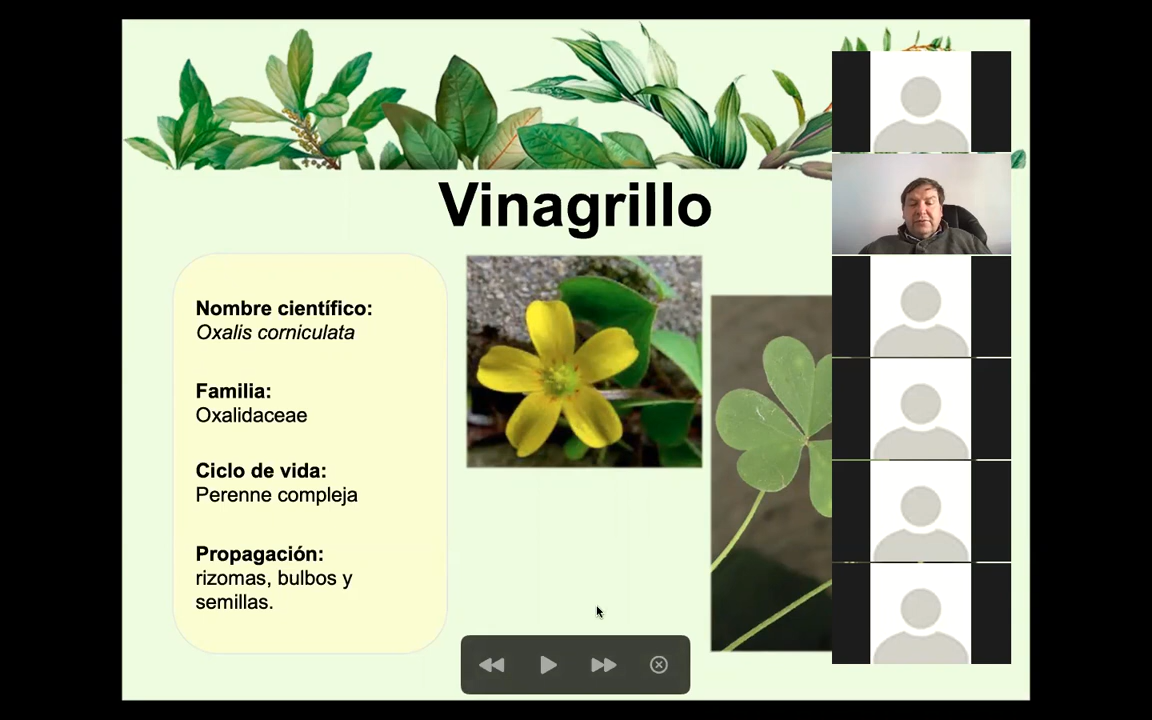 Vinagrillo
Nombre científico:
Oxalis corniculata
Familia:
Oxalidaceae
Ciclo de vida:
Perenne compleja
Propagación:
rizomas, bulbos y
semillas.